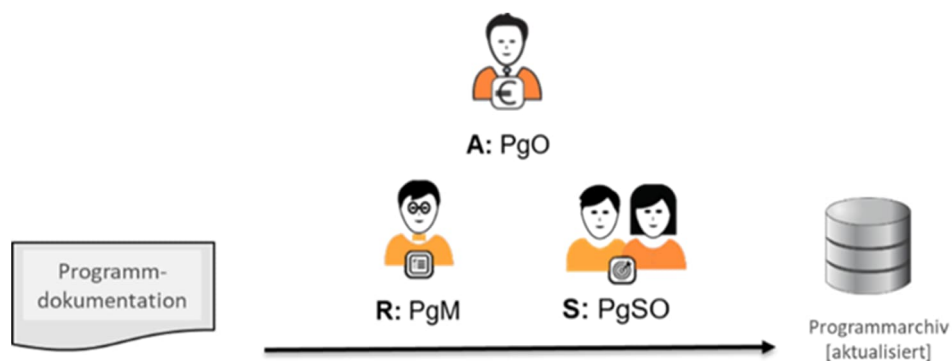 A: PgO
R: PgM
S: PgSO
Programm-
dokumentation
Programmarchiv
[aktualisiert]